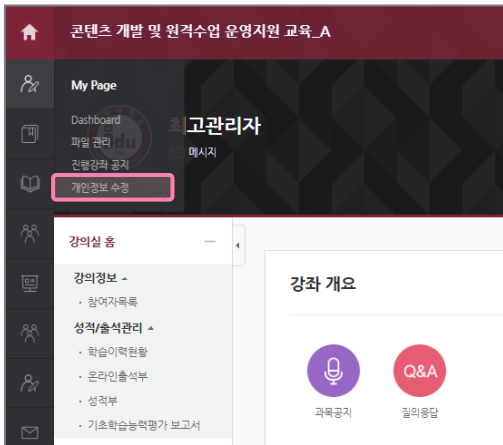 콘텐츠 개발 및 원격수업 운영지원 교육_A
My Page
Dashboard
파일 관리
진행강좌 공지
개인정보 수정
최고관리자
메시지
강의실 홈
강의정보
· 참여자목록
성적/출석관리
· 학습이력현황
· 온라인출석부
· 성적부
· 기초학습능력평가 보고서
강좌 개요
Q&A
과목공지
질의응답